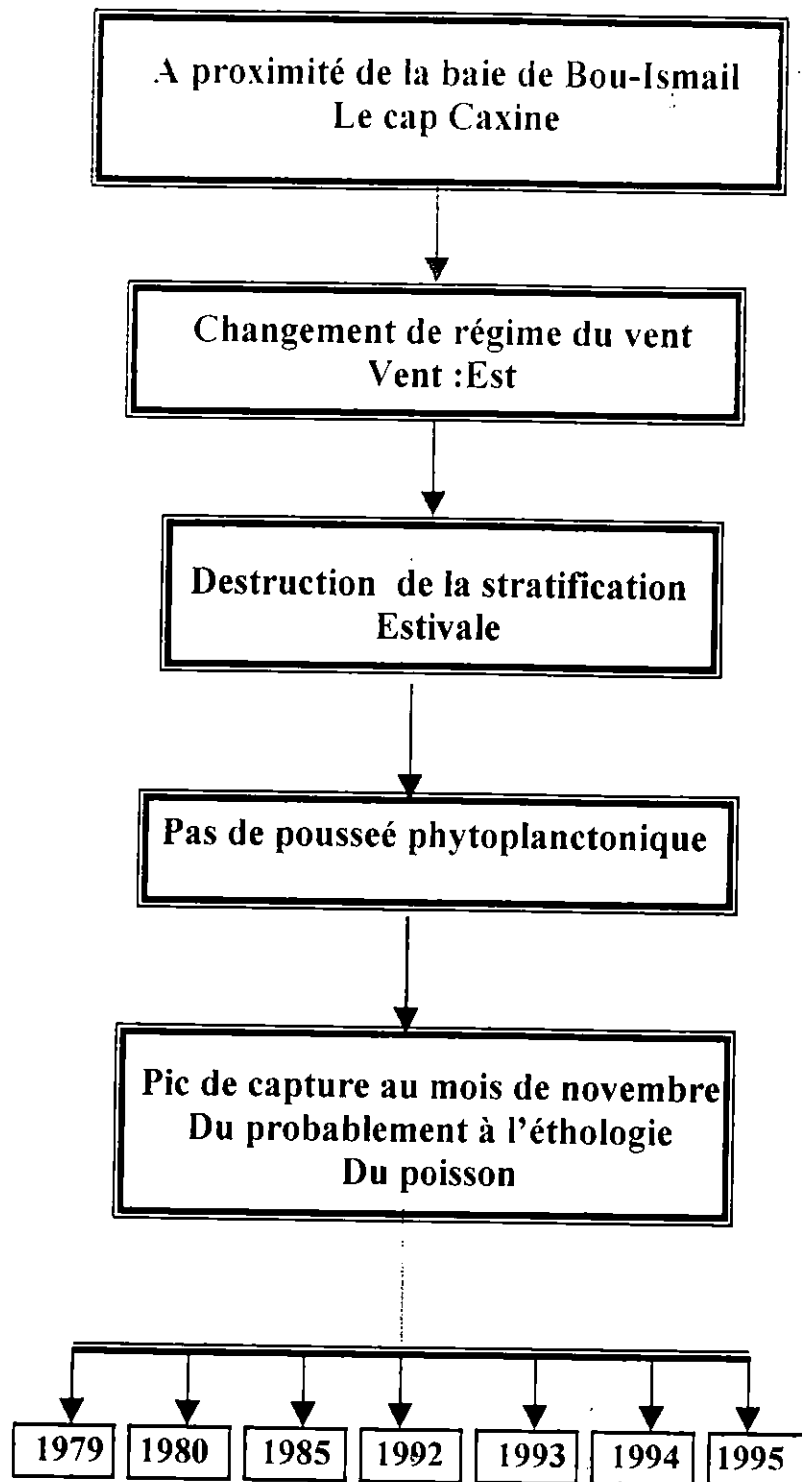 A proximité de la baie de Bou-Ismail
Le cap Caxine
Changement de régime du vent
Vent :Est
Destruction de la stratification
Estivale
Pas de pousseé phytoplanctonique
Pic de capture au mois de novembre
Du probablement à l'éthologie
Du poisson
1979 1980 1985 1992 1993 1994 1995